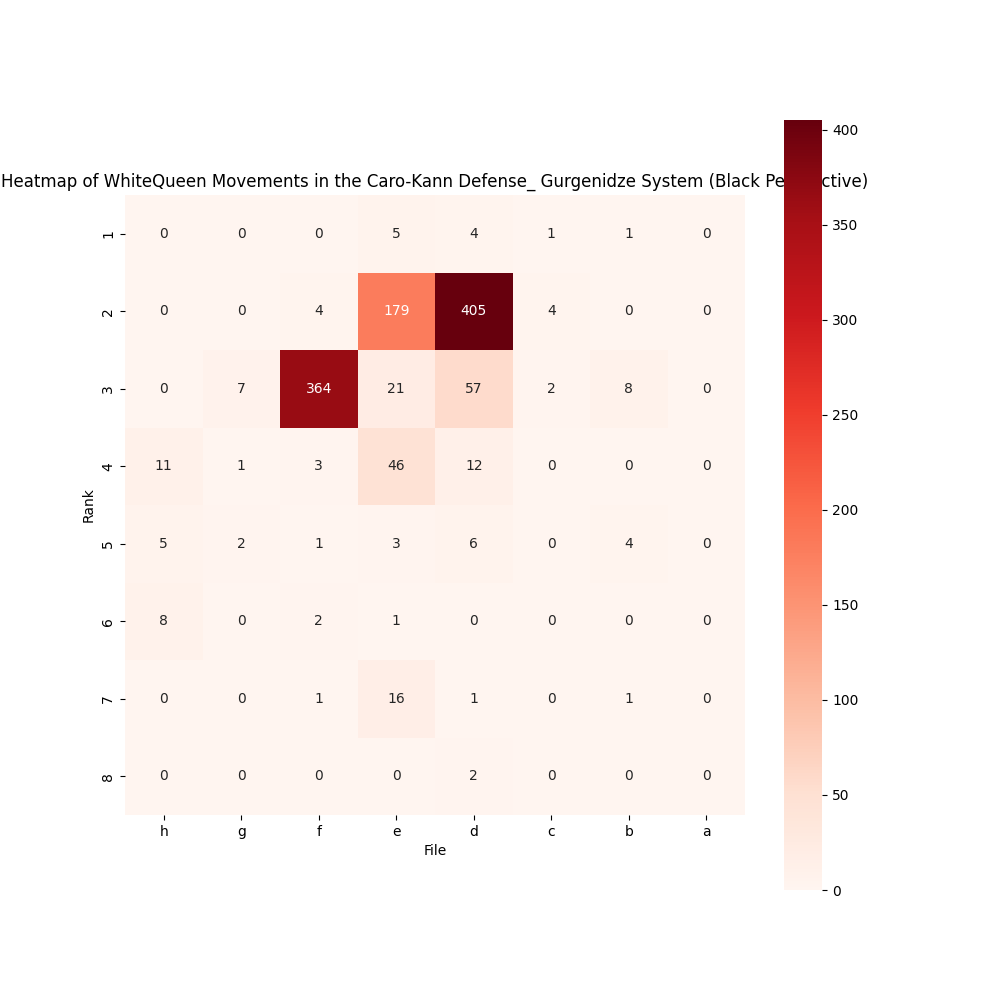 400
Heatmap of WhiteQueen Movements in the Caro-Kann Defense_ Gurgenidze System (Black Pe ctive)
350
1 0 0 0 5 4 1 1 0
2 0 0 4 179 405 4 0 0
300
3 0 7 364 21 57 2 8 0
250
4 11 1 3 46 12 0 0 0
Rank
200
5 5 2 1 3 6 0 4 0
150
6 8 0 2 1 0 0 0 0
100
7 0 0 1 16 1 0 1 0
8 0 0 0 0 2 0 0 0
50
h g f e d c b a
File
0